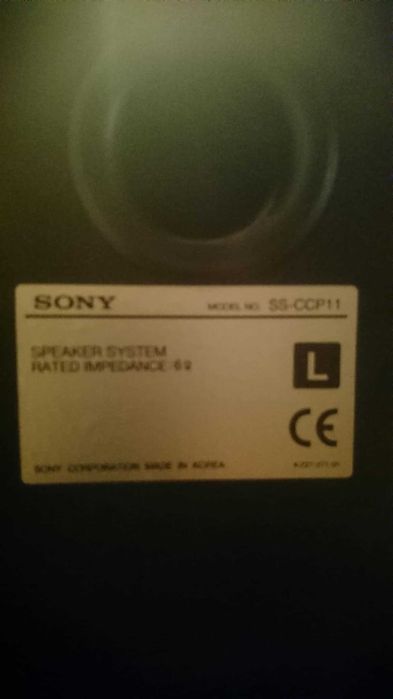 SONY MODEL NO. SS-CCP11
SPEAKER SYSTEM
RATED IMPEDANCE: 6Ω
L
CE
SONY CORPORATION MADE IN KOREA